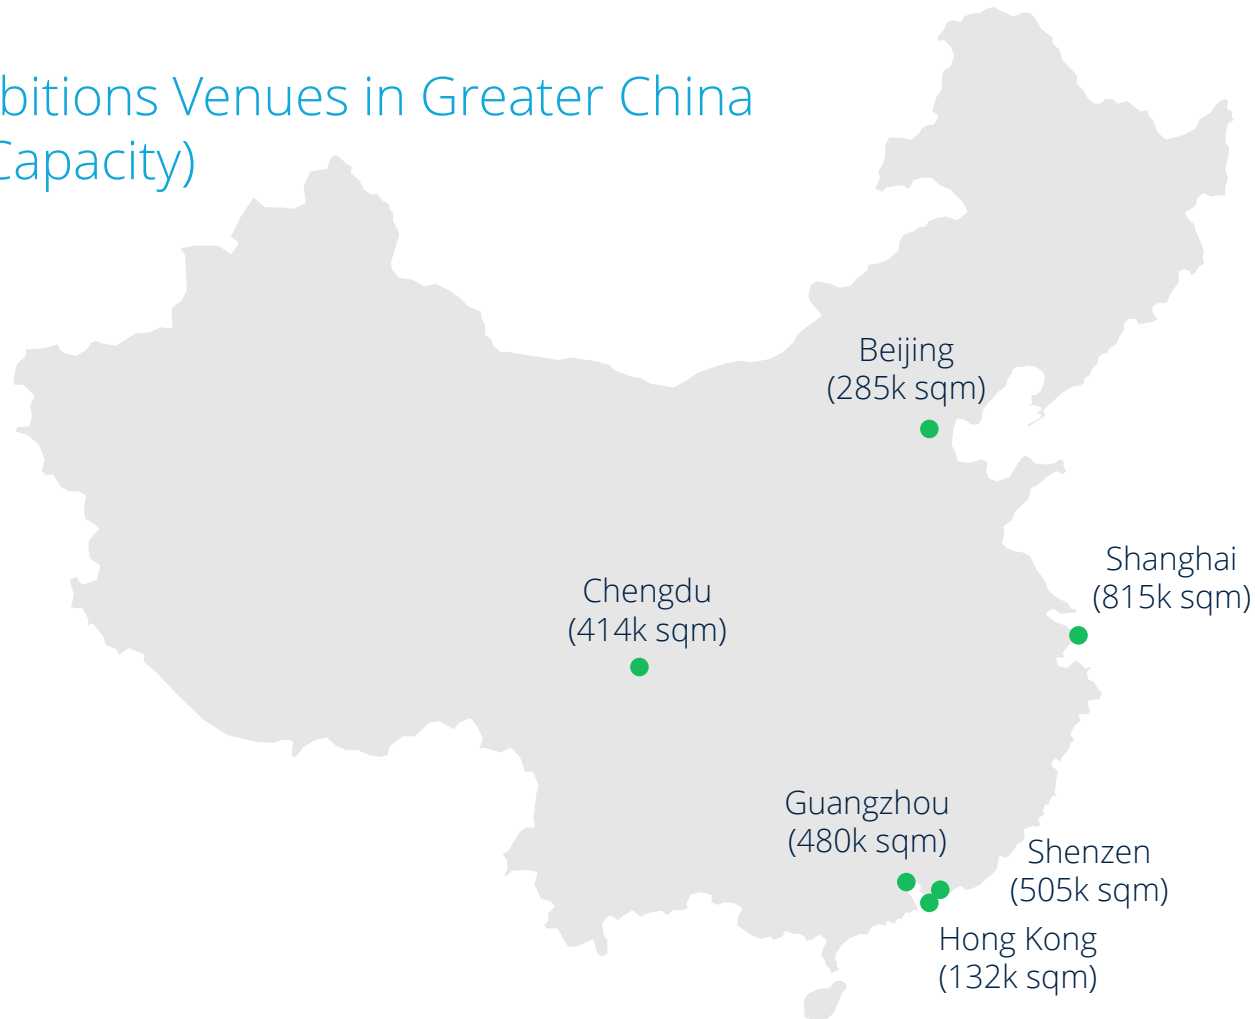 bitions Venues in Greater China
Capacity)
Beijing
(285k sqm)
Shanghai
(815k sqm)
Chengdu
(414k sqm)
Guangzhou
(480k sqm)
Shenzen
(505k sqm)
Hong Kong
(132k sqm)